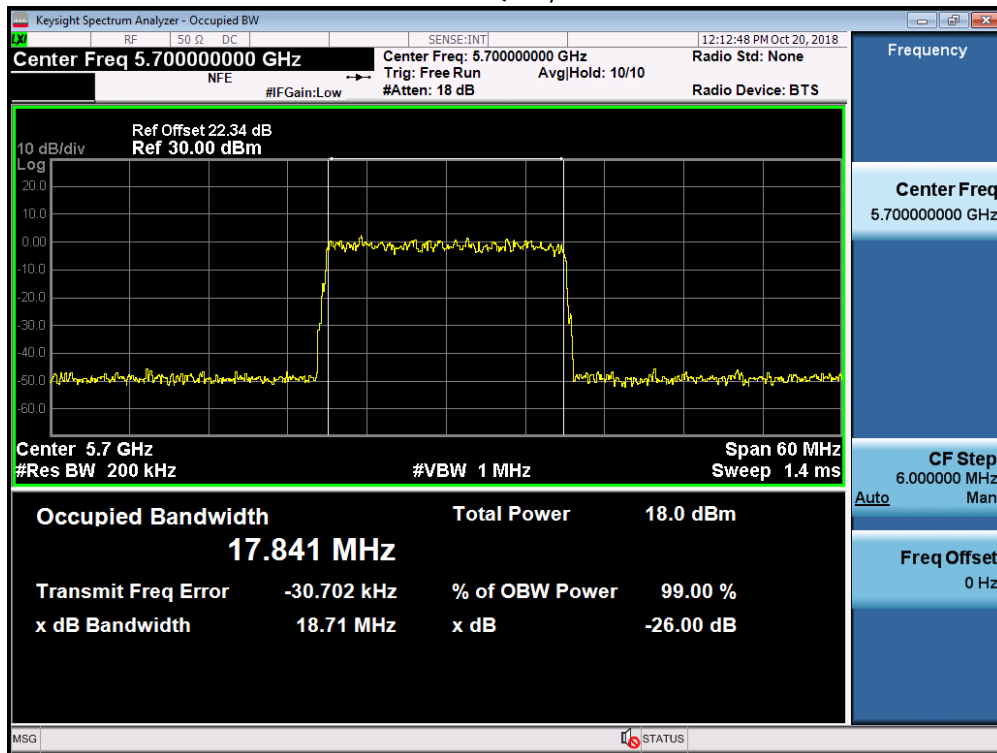 Keysight Spectrum Analyzer - Occupied BW
LXI RF 50 Ω DC SENSE:INT 12:12:48 PM Oct 20, 2018
Center Freq 5.700000000 GHz
NFE
#IFGain:Low
Center Freq: 5.700000000 GHz
Trig: Free Run Avg|Hold: 10/10
#Atten: 18 dB
Radio Std: None
Radio Device: BTS
Ref Offset 22.34 dB
10 dB/div Ref 30.00 dBm
Log
20.0
10.0
0.00
-10.0
-20.0
-30.0
-40.0
-50.0
-60.0
Center 5.7 GHz Span 60 MHz
#Res BW 200 kHz #VBW 1 MHz Sweep 1.4 ms
Occupied Bandwidth Total Power 18.0 dBm
17.841 MHz
Transmit Freq Error -30.702 kHz % of OBW Power 99.00 %
x dB Bandwidth 18.71 MHz x dB -26.00 dB
MSG STATUS
Frequency
Center Freq
5.700000000 GHz
CF Step
6.000000 MHz
Auto Man
Freq Offset
0 Hz